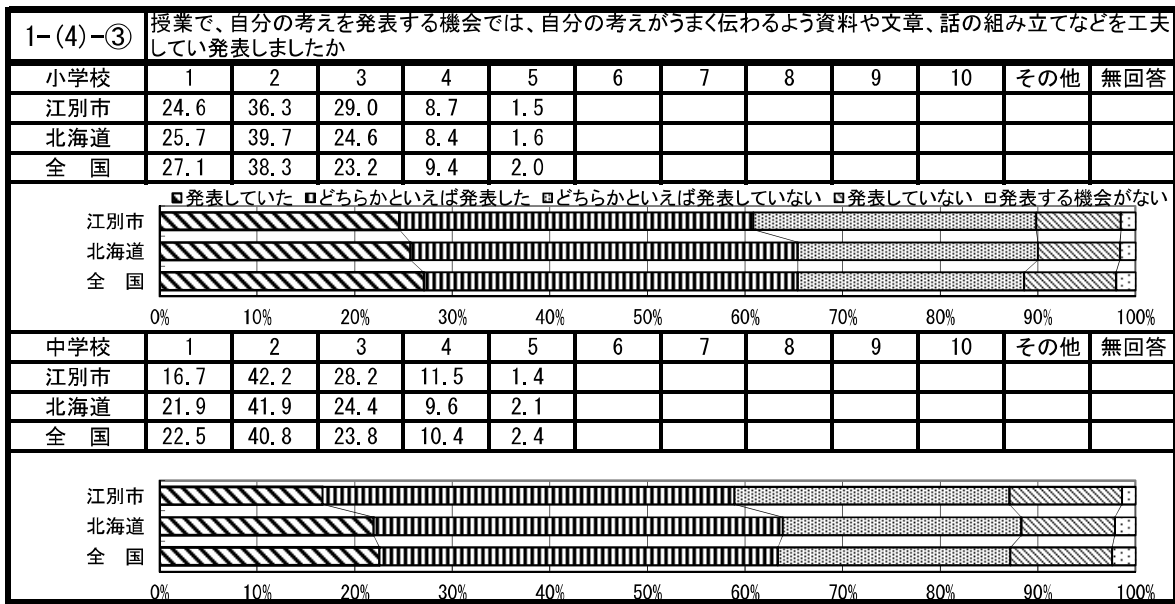 1-(4)-③
授業で、自分の考えを発表する機会では、自分の考えがうまく伝わるよう資料や文章、話の組み立てなどを工夫
してい発表しましたか
小学校 1 2 3 4 5 6 7 8 9 10 その他 無回答
江別市 24.6 36.3 29.0 8.7 1.5
北海道 25.7 39.7 24.6 8.4 1.6
全 国 27.1 38.3 23.2 9.4 2.0
発表していた どちらかといえば発表した どちらかといえば発表していない 発表していない 発表する機会がない
江別市
北海道
全 国
0% 10% 20% 30% 40% 50% 60% 70% 80% 90% 100%
中学校 1 2 3 4 5 6 7 8 9 10 その他 無回答
江別市 16.7 42.2 28.2 11.5 1.4
北海道 21.9 41.9 24.4 9.6 2.1
全 国 22.5 40.8 23.8 10.4 2.4
江別市
北海道
全 国
0% 10% 20% 30% 40% 50% 60% 70% 80% 90% 100%